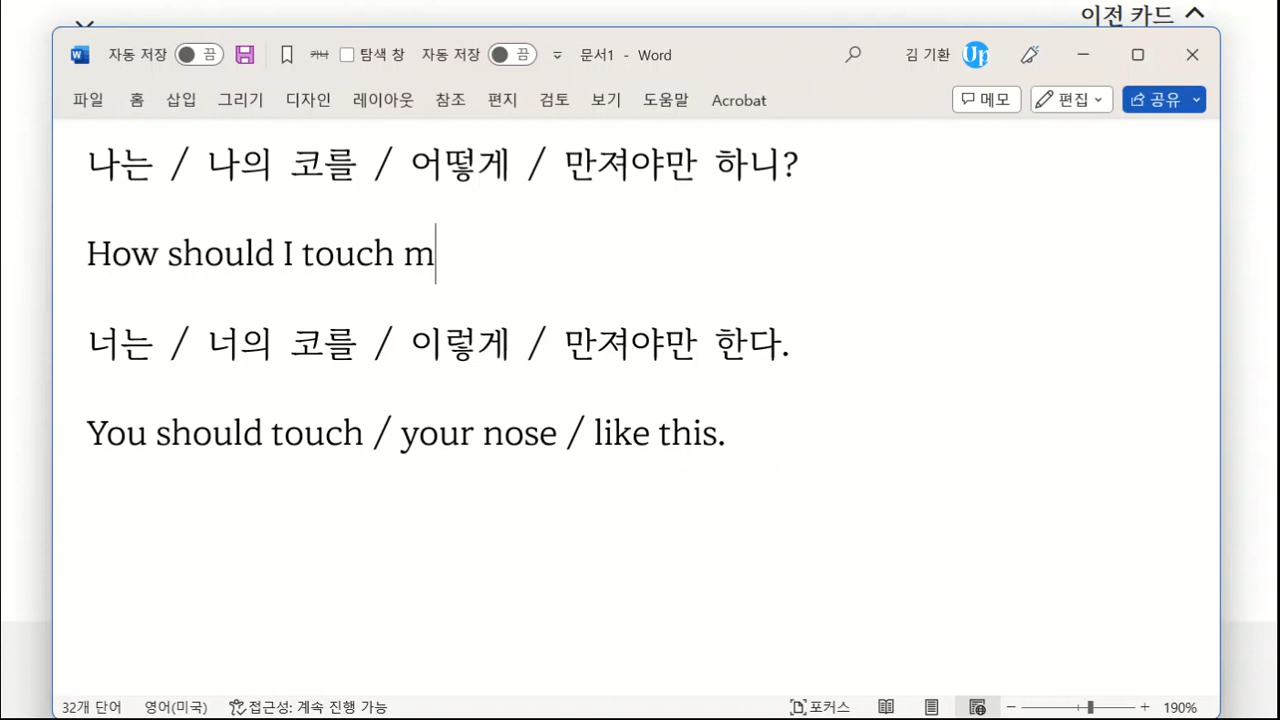 이전 카드
자동 저장 끔 가나 탐색 창 자동 저장 끔 문서1 - Word 김 기환 Up
파일 홈 삽입 그리기 디자인 레이아웃 참조 편지 검토 보기 도움말 Acrobat 메모 편집 공유
나는 / 나의 코를 / 어떻게 / 만져야만 하니?
How should I touch m
너는 / 너의 코를 / 이렇게 / 만져야만 한다.
You should touch / your nose / like this.
32개 단어 영어(미국) 접근성: 계속 진행 가능 포커스 190%